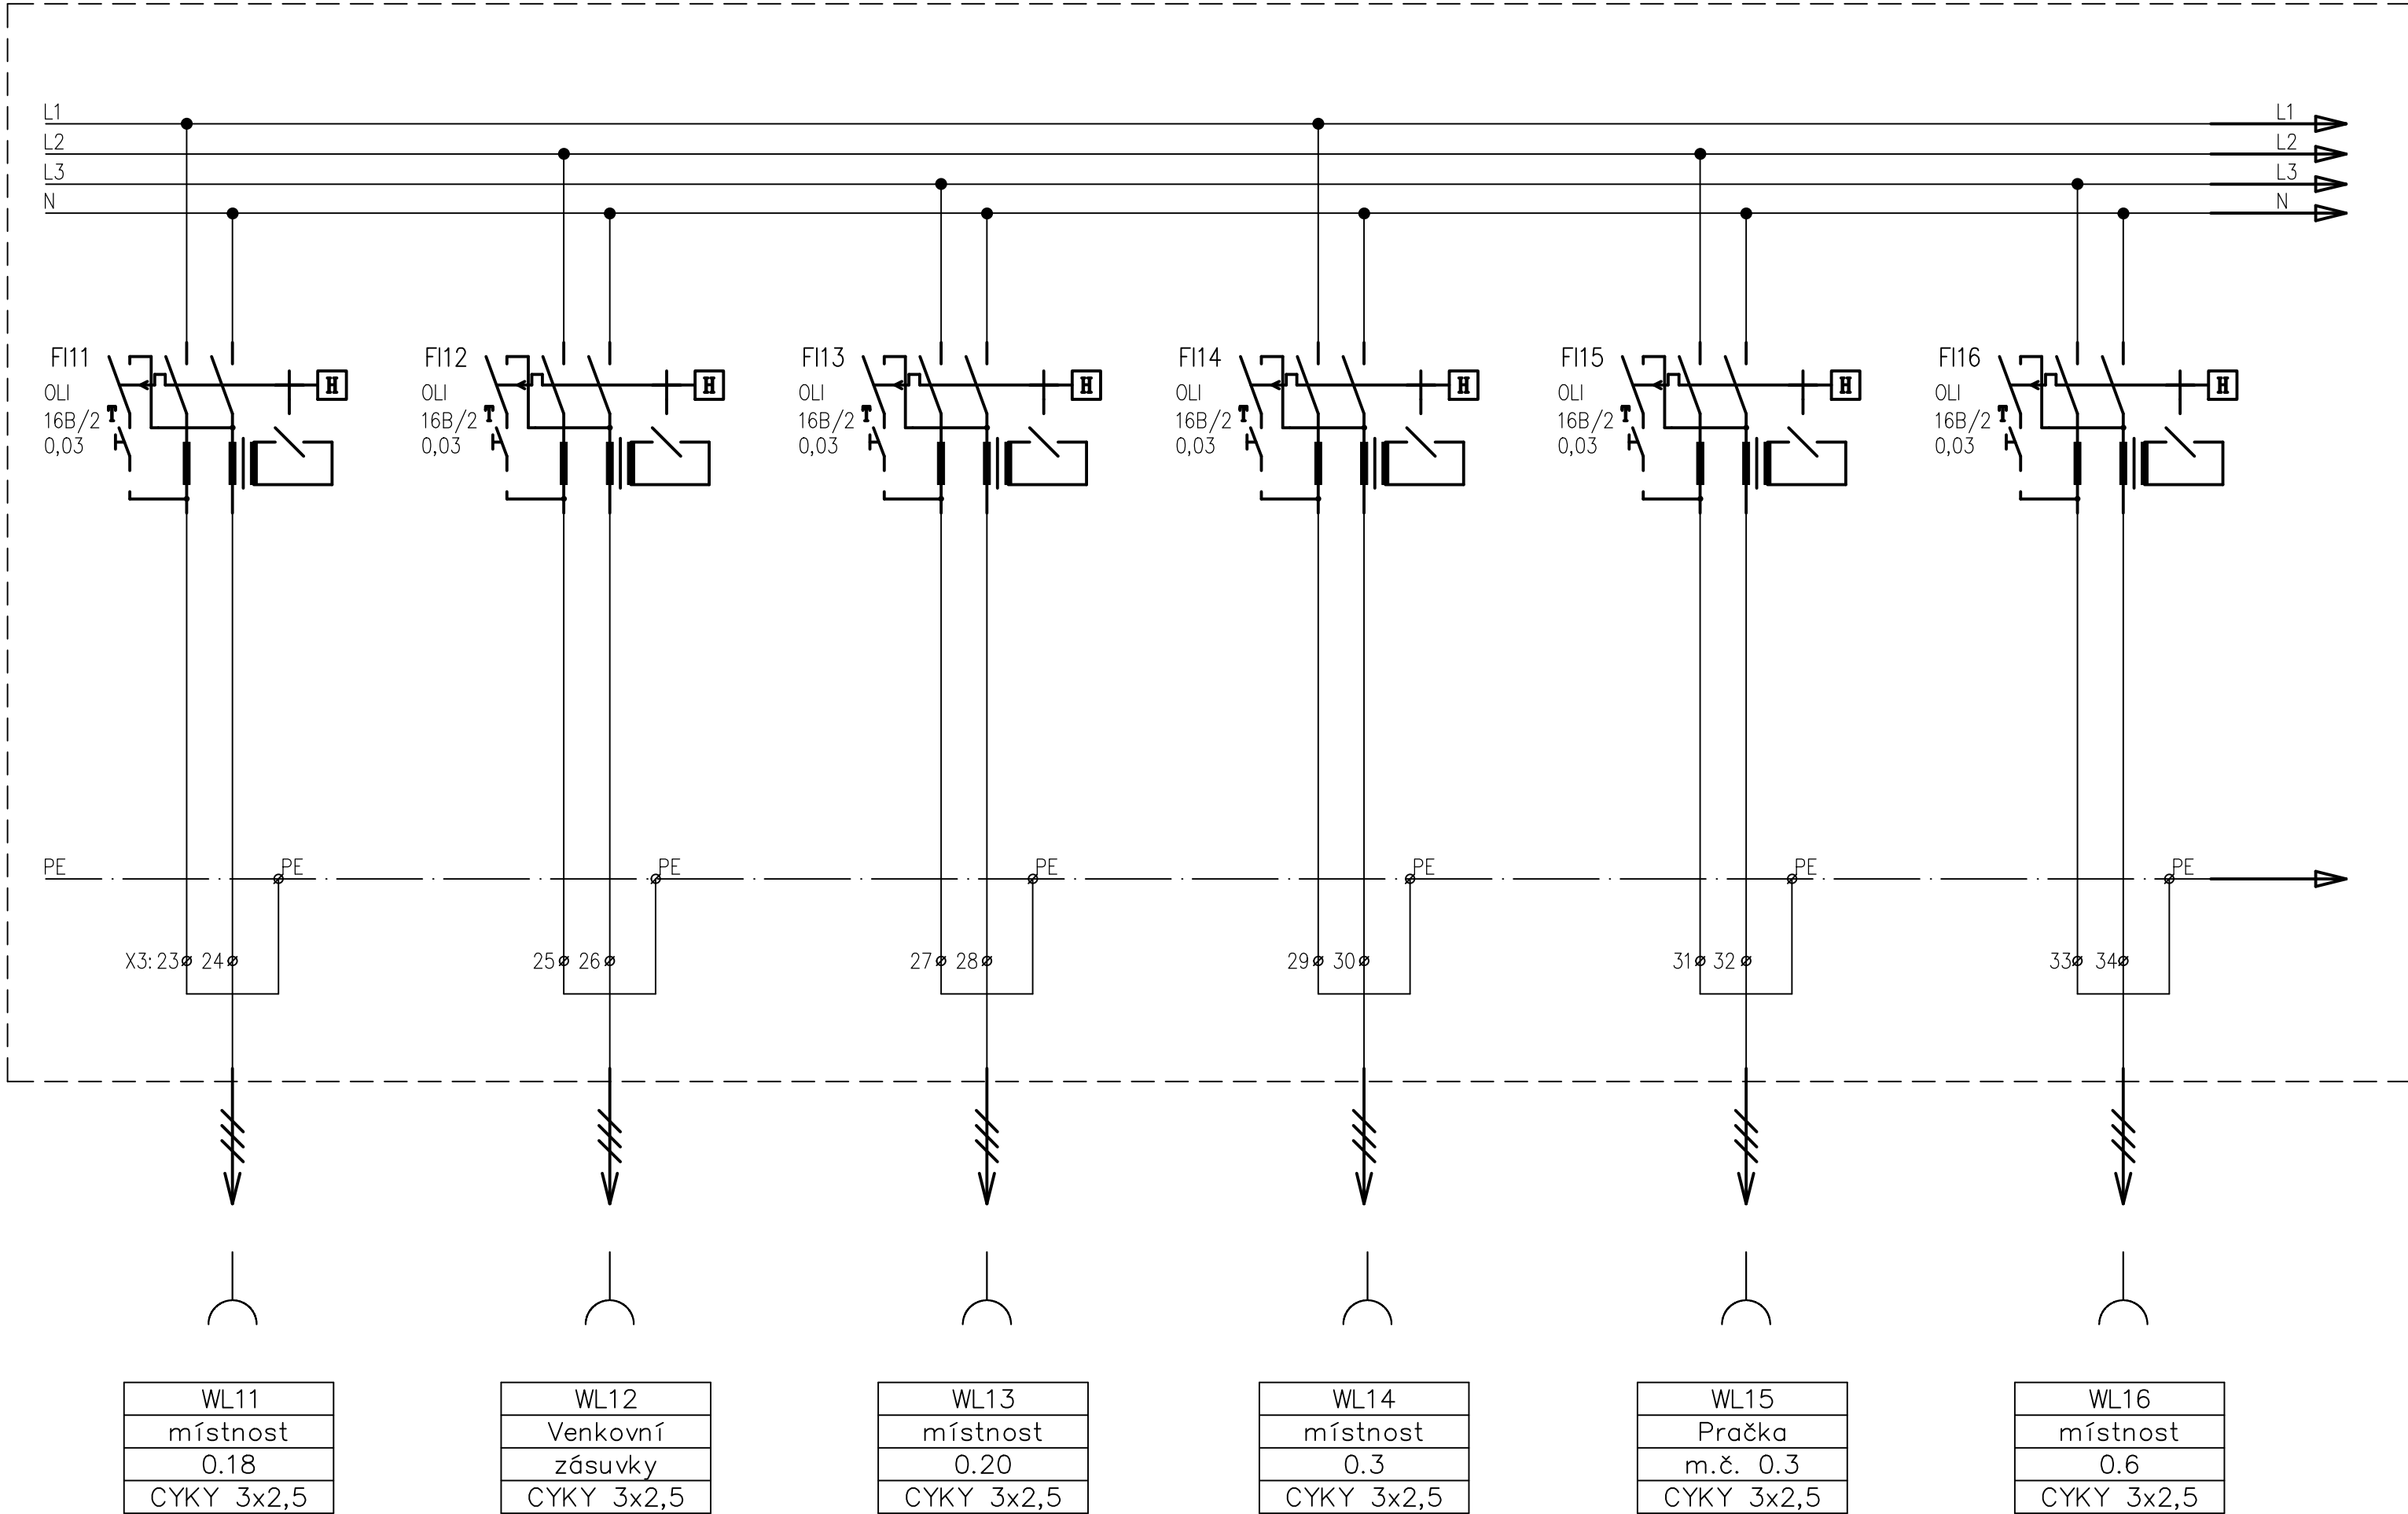 L1 L1
L2 L2
L3 L3
N N
FI11 FI12 FI13 FI14 FI15 FI16
H H H H H H
OLI OLI OLI OLI OLI OLI
T T T T T T
16B/2 16B/2 16B/2 16B/2 16B/2 16B/2
0,03 0,03 0,03 0,03 0,03 0,03
PE PE PE PE PE PE PE
X3: 23 24 25 26 27 28 29 30 31 32 33 34
WL11 WL12 WL13 WL14 WL15 WL16
místnost Venkovní místnost místnost Pračka místnost
0.18 zásuvky 0.20 0.3 m.č. 0.3 0.6
CYKY 3x2,5 CYKY 3x2,5 CYKY 3x2,5 CYKY 3x2,5 CYKY 3x2,5 CYKY 3x2,5